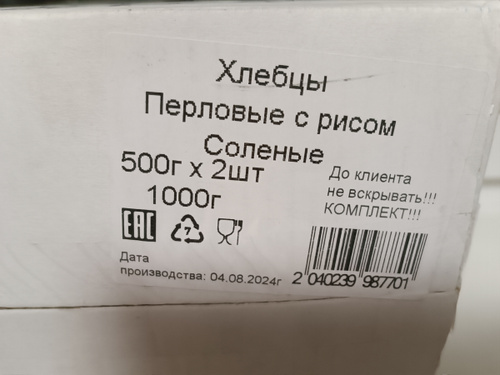 Хлебцы
Перловые с рисом
Соленые
500г х 2шт
1000г
До клиента
не вскрывать!!!
КОМПЛЕКТ!!!
EAC
7
Дата
производства: 04.08.2024г
2 040239 987701